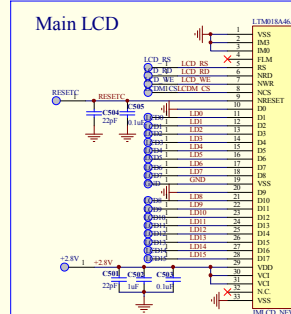 Main LCD
LTM018A46
1 VSS
2 IM3
3 IM0
4 FLM
LCD_RS LCD_RS 5 RS
LCD_RD LCD_RD 6 NRD
LCD_WE LCD_WE 7 NWR
LCDM_CS 8 NCS
RESETC 1 RESETC 9 NRESET
10 D0
LD0 11 D1
LD1 12 D2
LD2 13 D3
LD3 14 D4
LD4 15 D5
LD5 16 D6
LD6 17 D7
LD7 18 D8
GND 19 VSS
20 D9
LD8 21 D10
LD9 22 D11
LD10 23 D12
LD11 24 D13
LD12 25 D14
LD13 26 D15
LD14 27 D16
LD15 28 D17
+2.8V 1 +2.8V 29 VDD
30 VCI
31 VCI
32 N.C.
33 VSS
C504 22pF
C505 0.1uF
C501 22pF
C502 1uF
C503 0.1uF